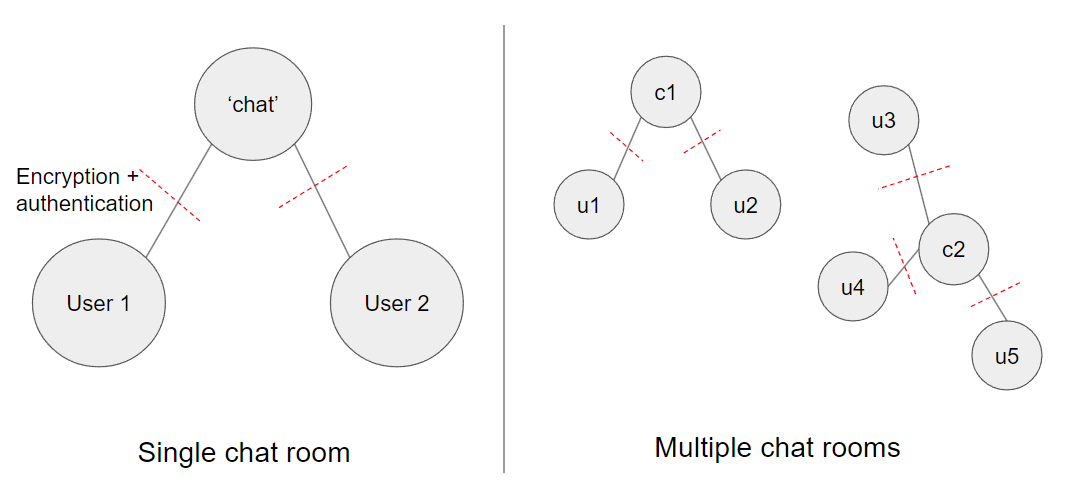 ‘chat’
Encryption +
authentication
User 1
User 2
Single chat room
c1
u1
u2
u3
c2
u4
u5
Multiple chat rooms